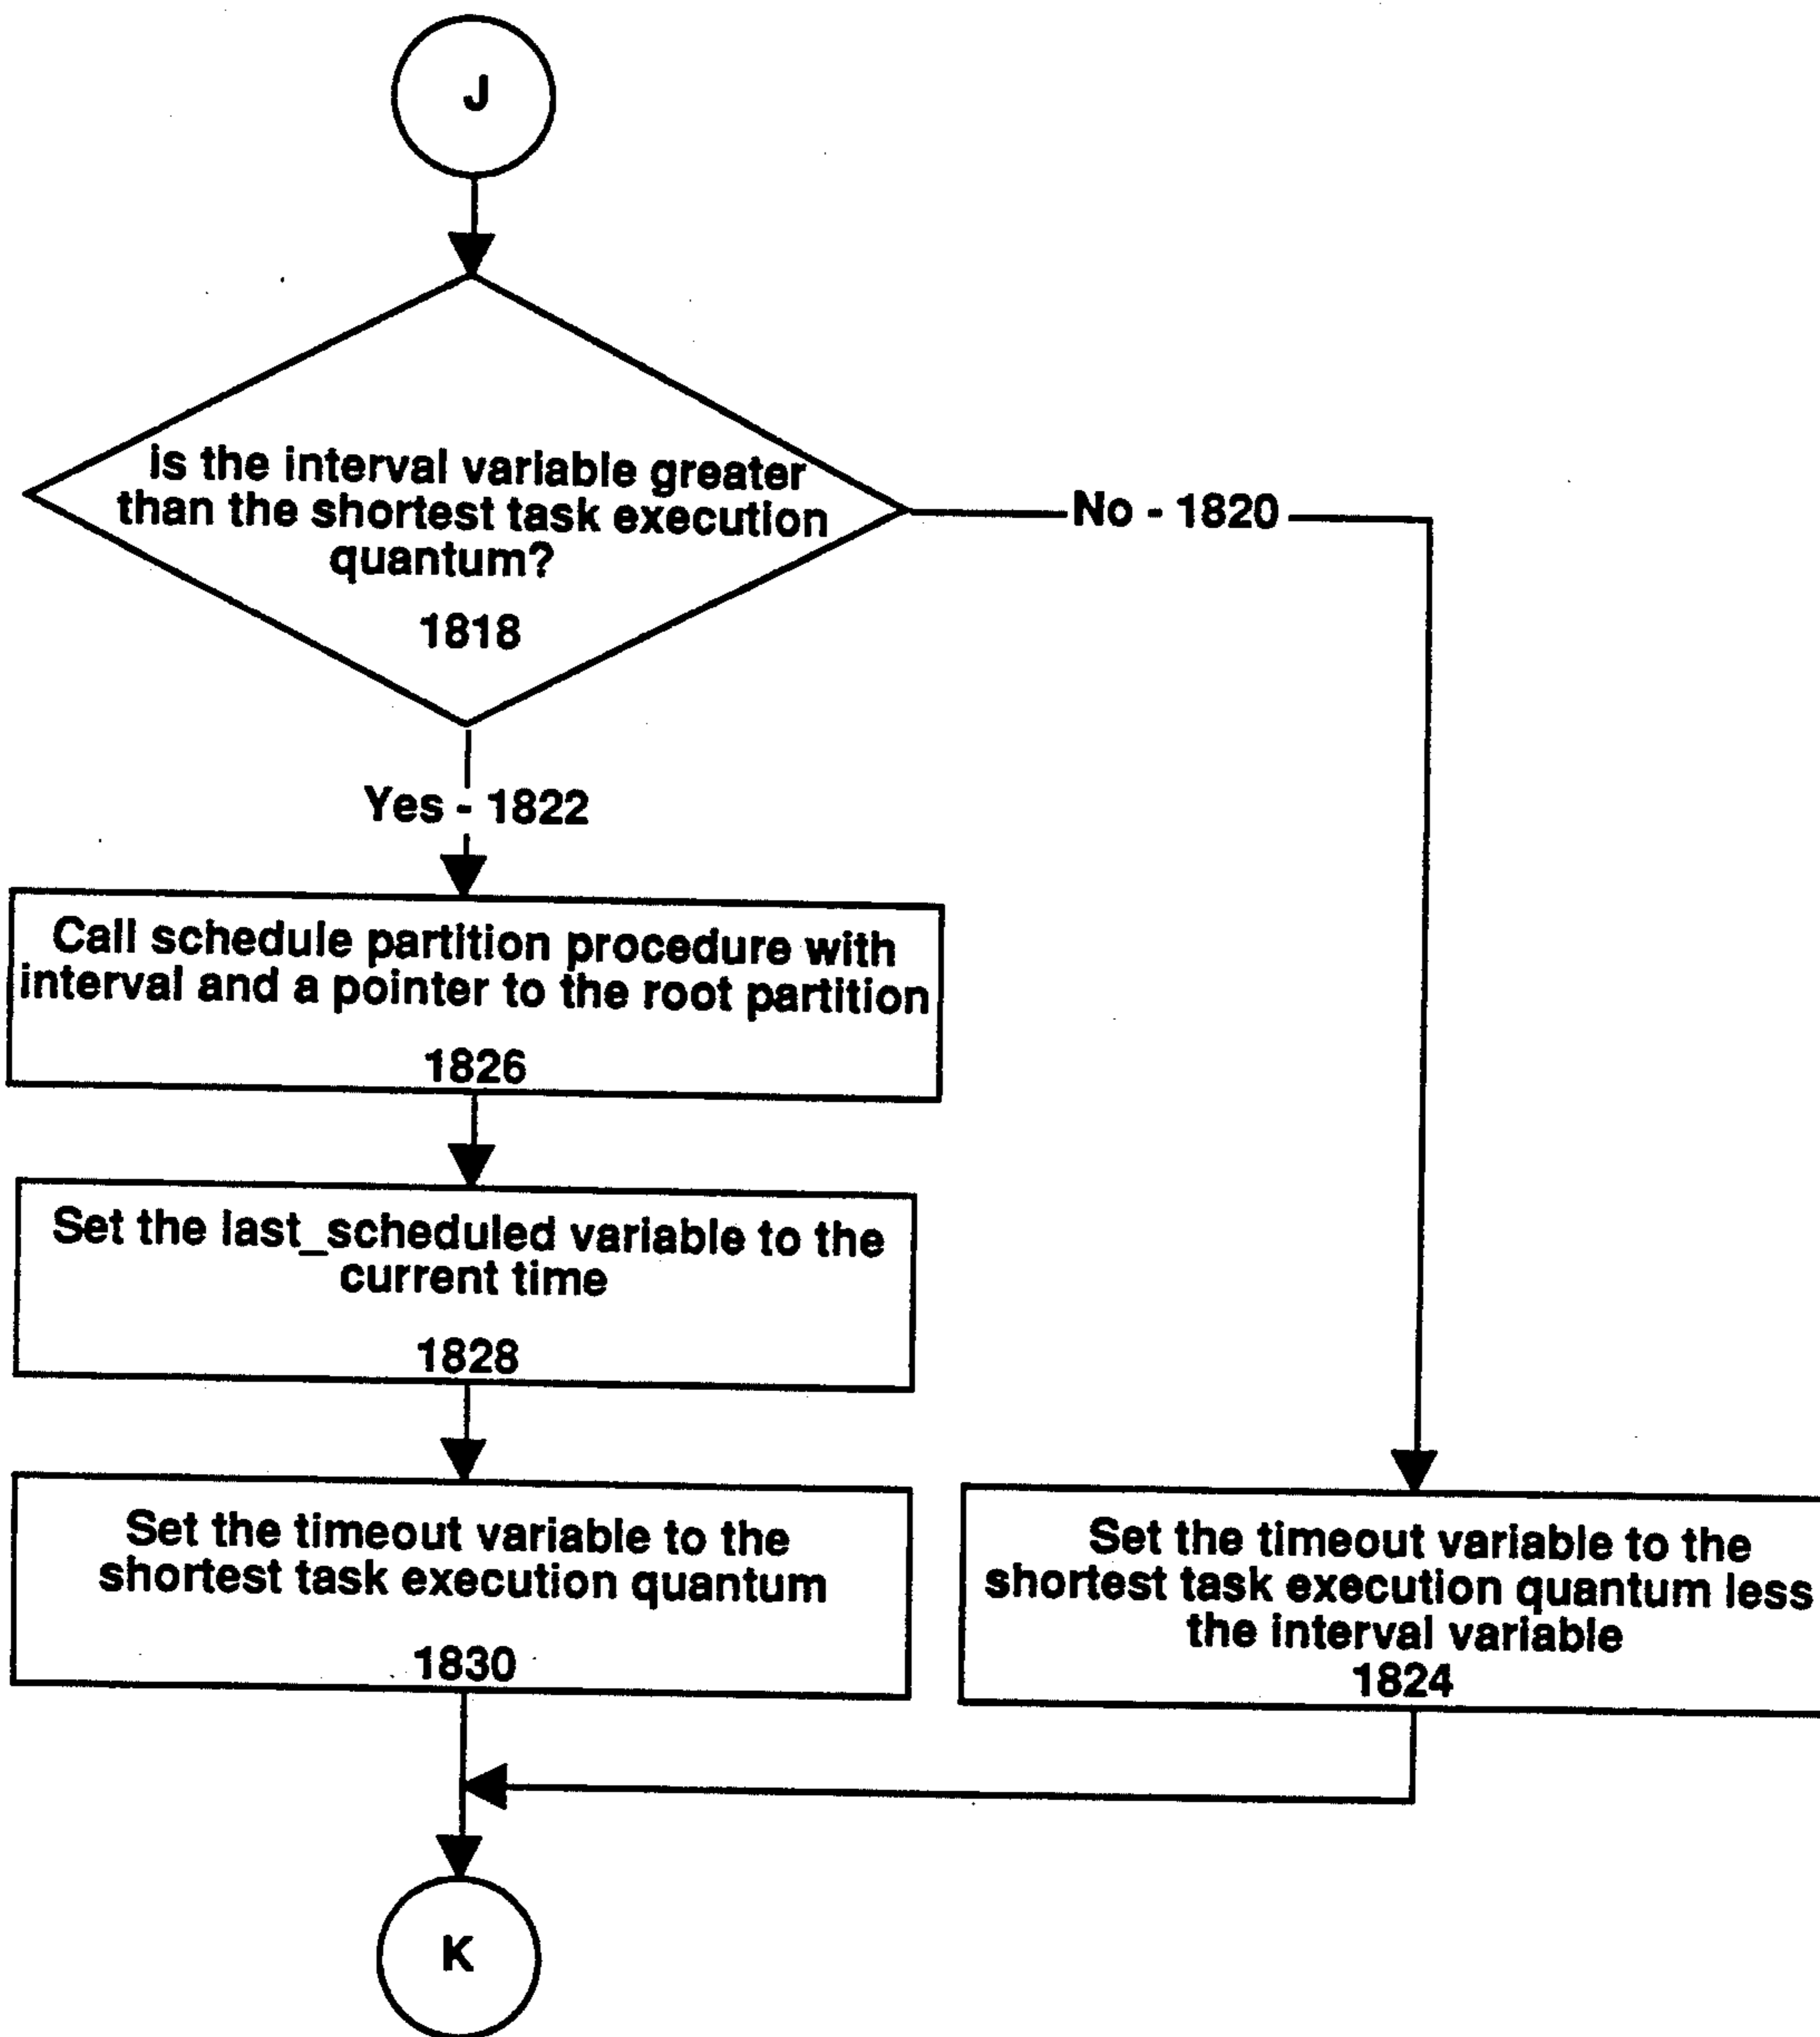 J
is the interval variable greater
than the shortest task execution
quantum?
1818
No - 1820
Yes - 1822
Call schedule partition procedure with
interval and a pointer to the root partition
1826
Set the last_scheduled variable to the
current time
1828
Set the timeout variable to the
shortest task execution quantum
1830
Set the timeout variable to the
shortest task execution quantum less
the interval variable
1824
K